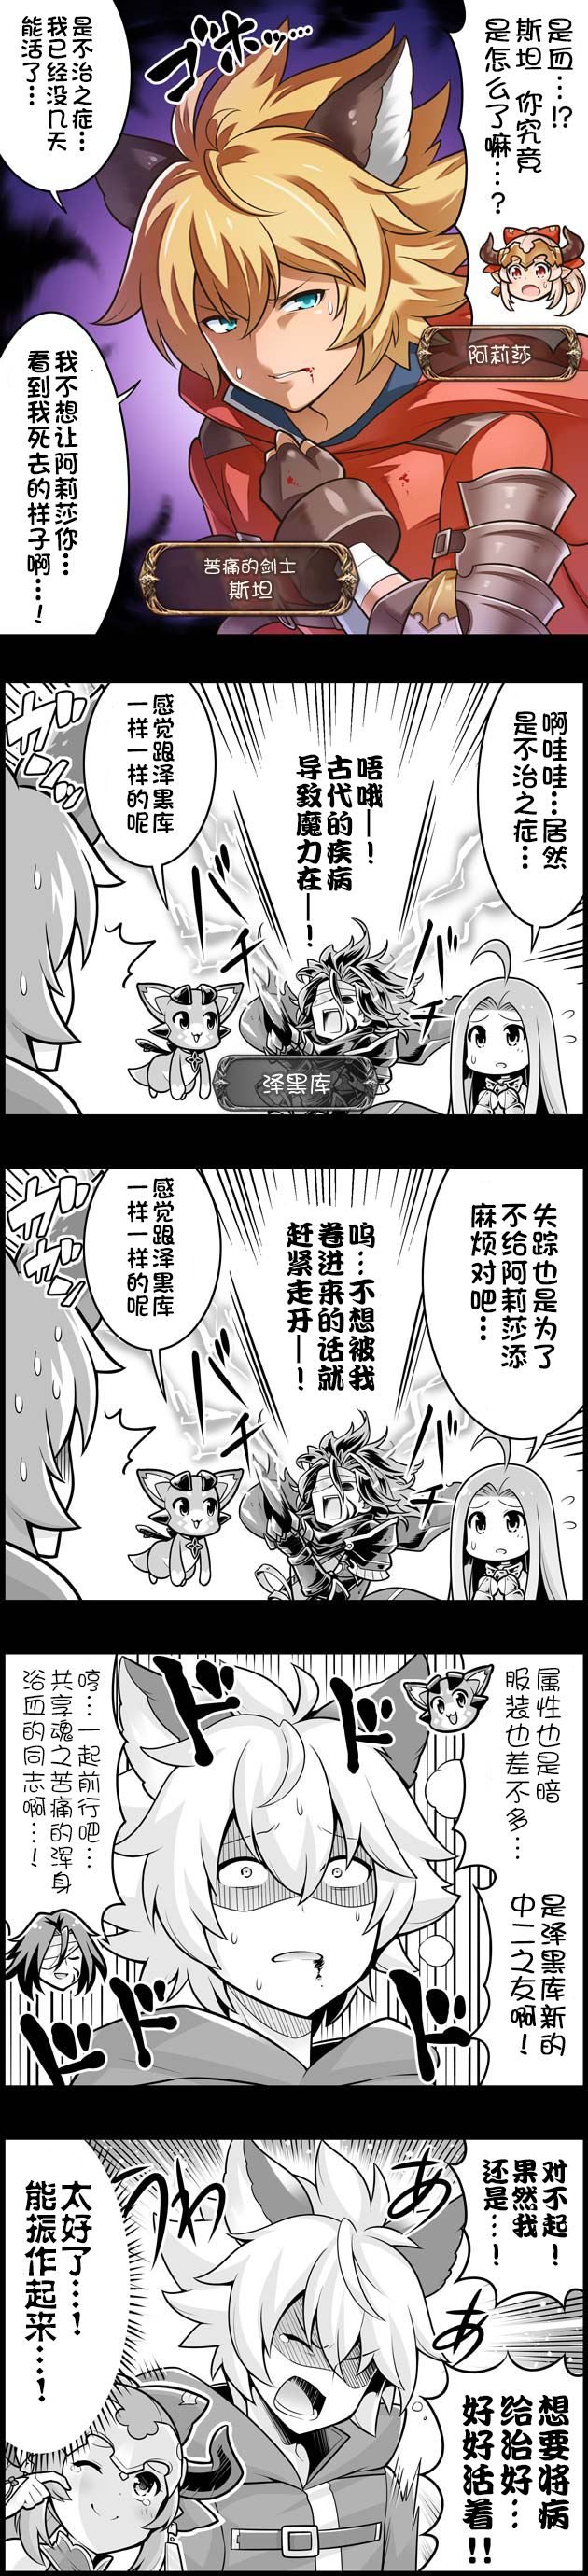 是血…!?
斯坦 你究竟
是怎么了嘛…?
ゴホッ…
是不治之症…
我已经没几天
能活了…
阿莉莎
我不想让阿莉莎你…
看到我死去的样子啊…!
苦痛的剑士
斯坦
啊哇哇…居然
是不治之症…
唔哦—!
古代的疾病
导致魔力在—!
感觉跟泽黑库
一样一样的呢
バチ
バチ
泽黑库
失踪也是为了
不给阿莉莎添
麻烦对吧…
呜…不想被我
卷进来的话就
赶紧走开—!
感觉跟泽黑库
一样一样的呢
バチ
バチ
属性也是暗
服装也差不多…
是泽黑库新的
中二之友啊!
哼…一起前行吧…
共享魂之苦痛的浑身
浴血的同志啊…!
ドド
ドド
ド
对不起!
果然我
还是…!
想要将病
给治好…
好好活着!!
うわ
あ
あ
太好了…!
能振作起来…!